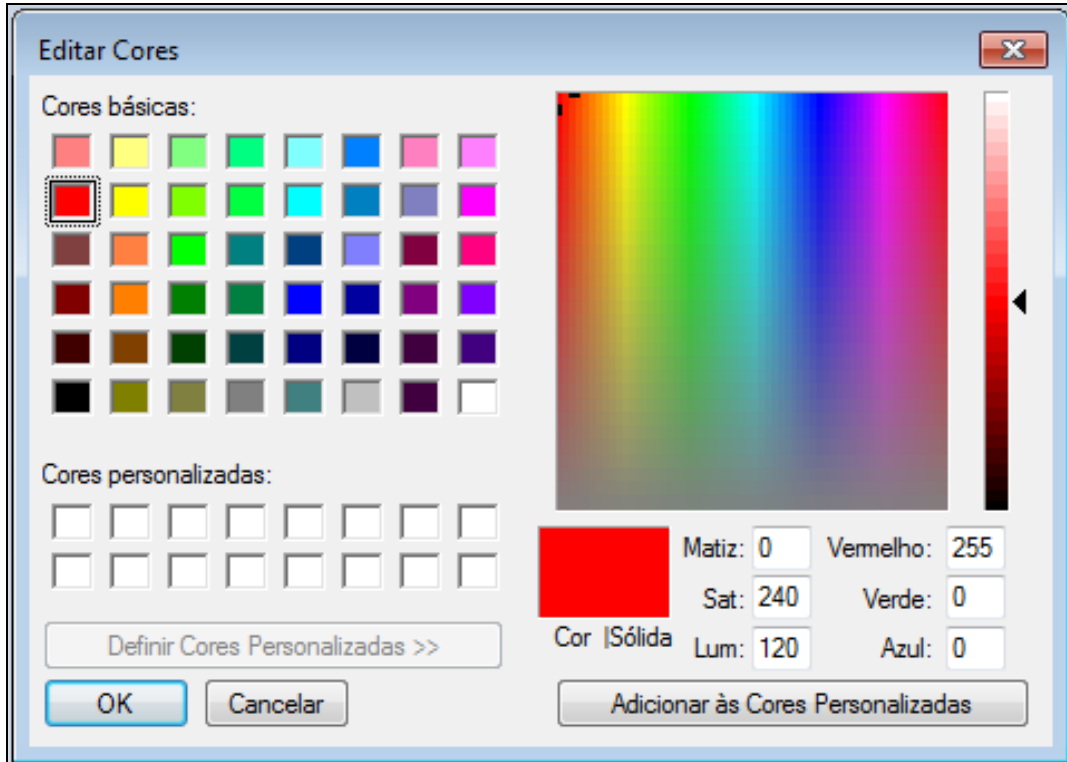 Editar Cores
Cores básicas:
Cores personalizadas:
Definir Cores Personalizadas >>
OK Cancelar
Cor |Sólida
Matiz: 0 Vermelho: 255
Sat: 240 Verde: 0
Lum: 120 Azul: 0
Adicionar às Cores Personalizadas